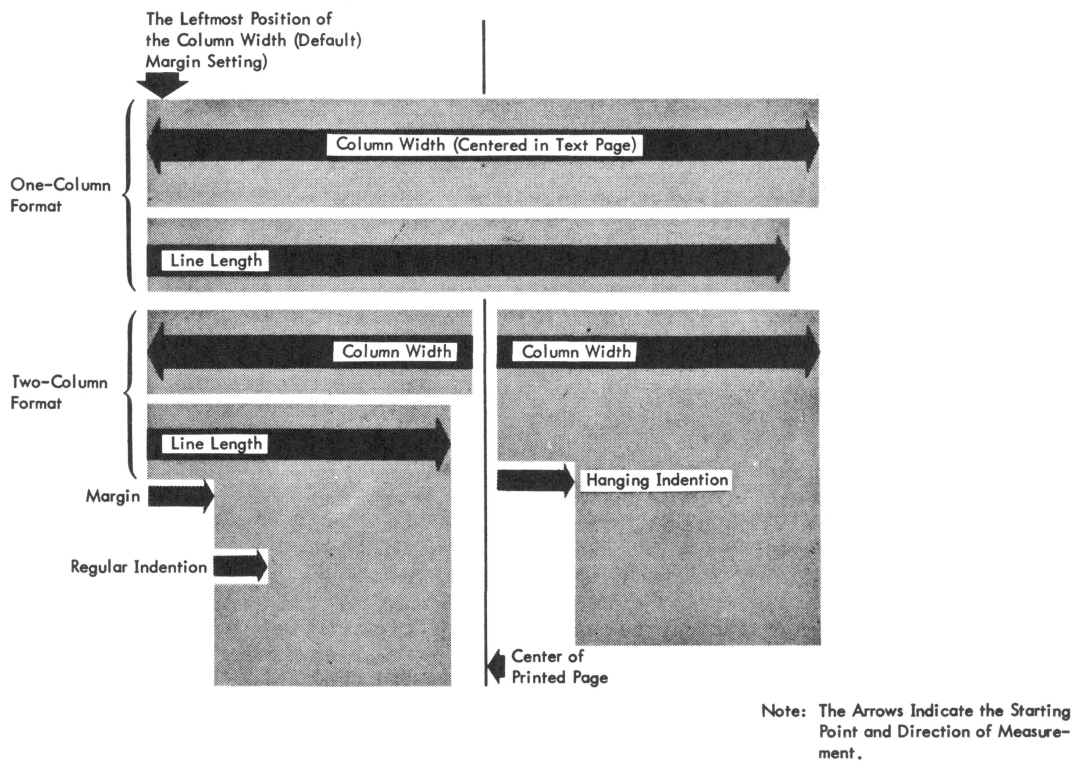 The Leftmost Position of
the Column Width (Default)
Margin Setting)
Column Width (Centered in Text Page)
One-Column
Format
Line Length
Column Width
Column Width
Two-Column
Format
Line Length
Hanging Indention
Margin
Regular Indention
Center of
Printed Page
Note: The Arrows Indicate the Starting
Point and Direction of Measure-
ment.